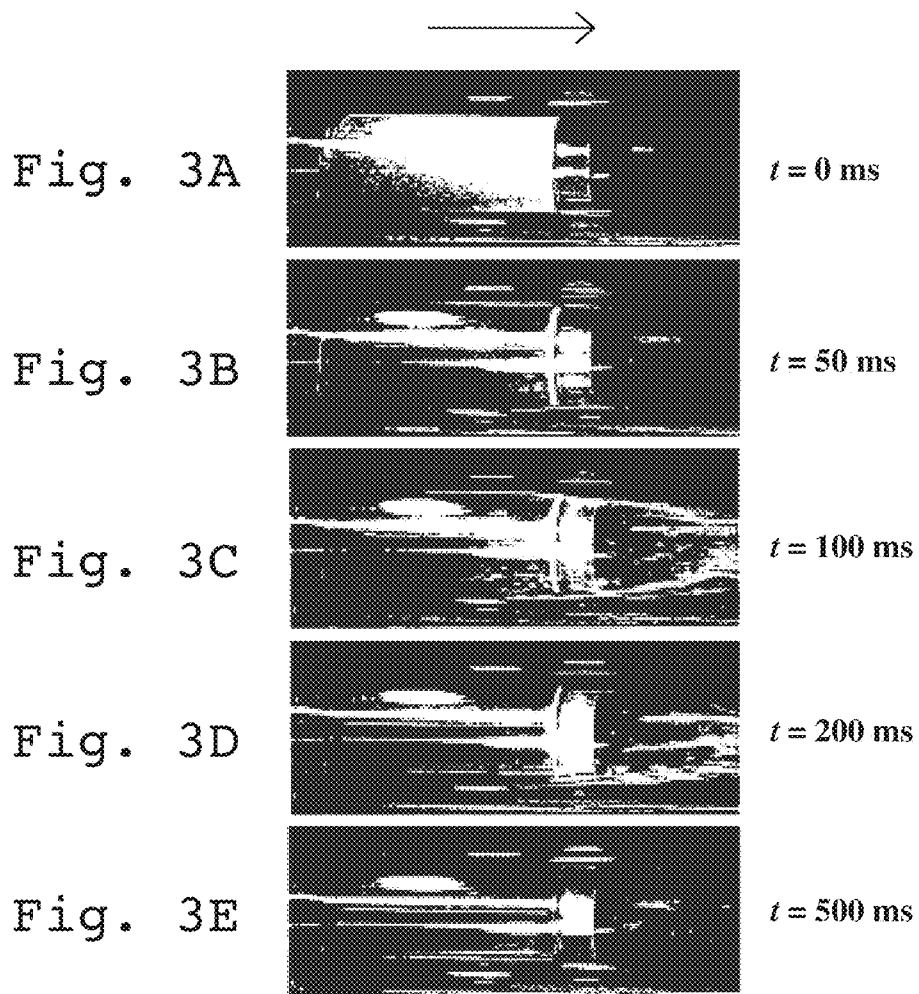 Fig. 3A t = 0 ms
Fig. 3B t = 50 ms
Fig. 3C t = 100 ms
Fig. 3D t = 200 ms
Fig. 3E t = 500 ms